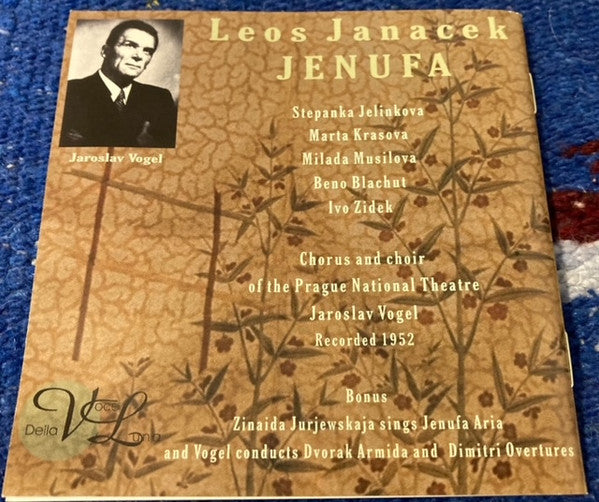 Leos Janacek
JENUFA
Jaroslav Vogel
Stepanka Jelinkova
Marta Krasova
Milada Musilova
Beno Blachut
Ivo Zidek
Chorus and choir
of the Prague National Theatre
Jaroslav Vogel
Recorded 1952
Della Voce Luna
Bonus
Zinaida Jurjewskaja sings Jenufa Aria
and Vogel conducts Dvorak Armida and Dimitri Overtures